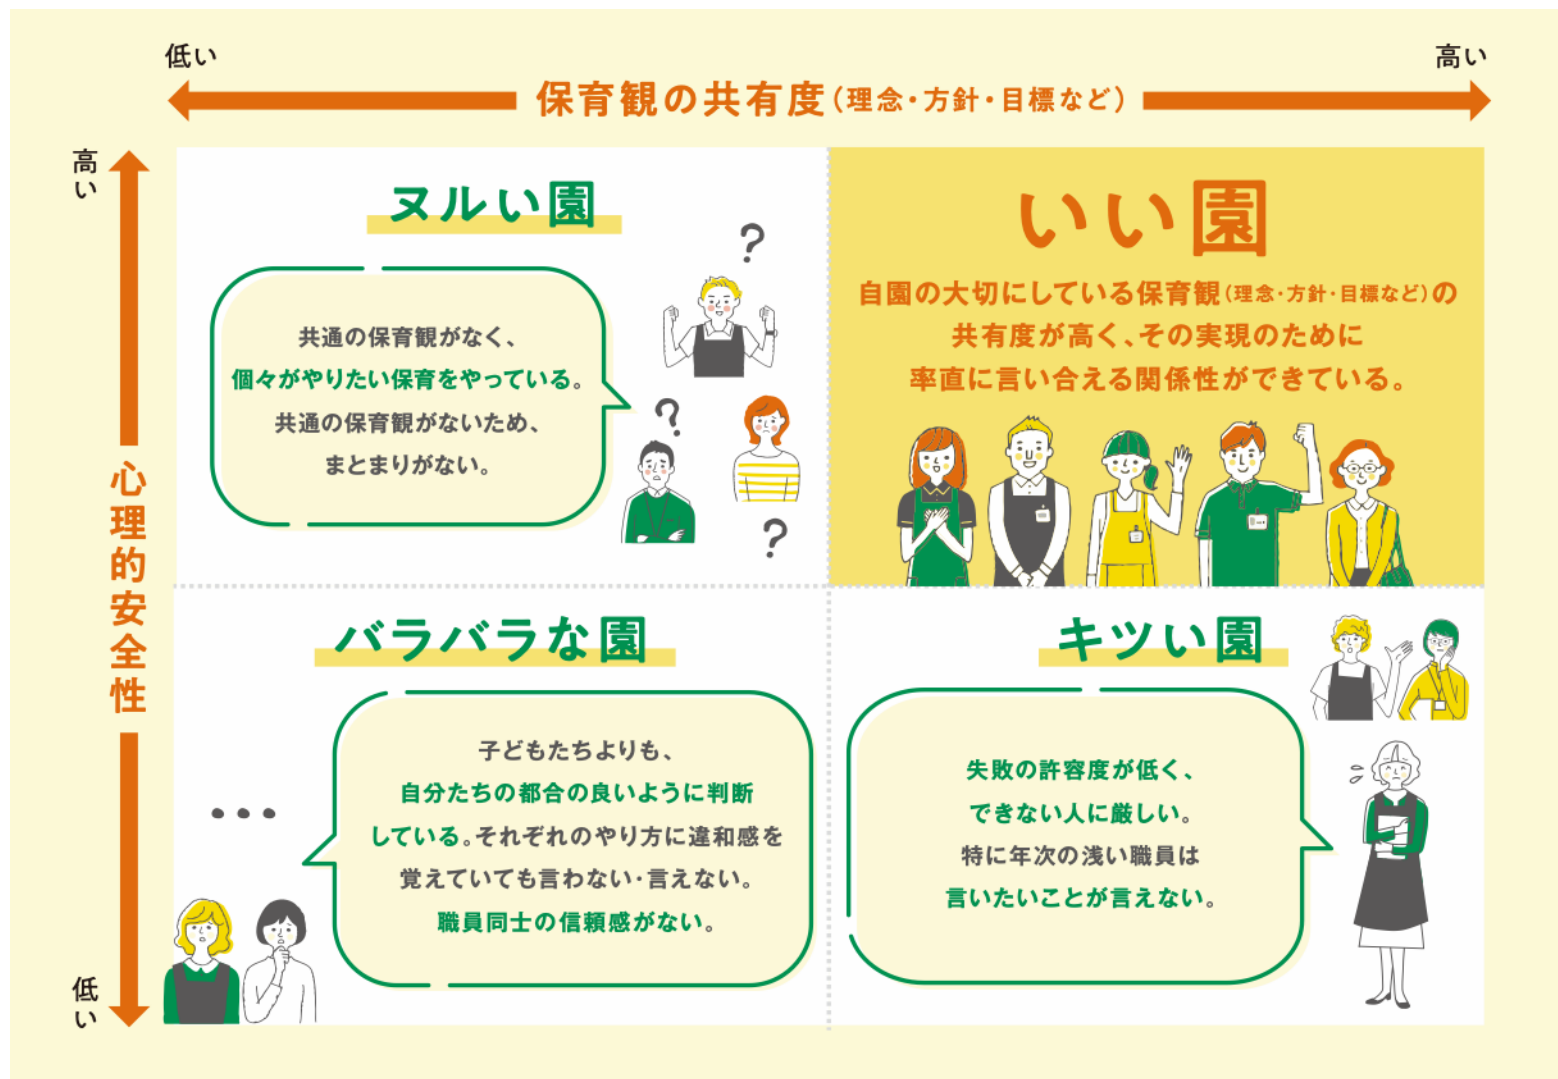 低い
高い
保育観の共有度(理念・方針・目標など)
高い
心理的安全性
低い
ヌルい園
共通の保育観がなく、
個々がやりたい保育をやっている。
共通の保育観がないため、
まとまりがない。
?
?
?
いい園
自園の大切にしている保育観(理念・方針・目標など)の
共有度が高く、その実現のために
率直に言い合える関係性ができている。
バラバラな園
子どもたちよりも、
自分たちの都合の良いように判断
している。それぞれのやり方に違和感を
覚えていても言わない・言えない。
職員同士の信頼感がない。
キツい園
失敗の許容度が低く、
できない人に厳しい。
特に年次の浅い職員は
言いたいことが言えない。